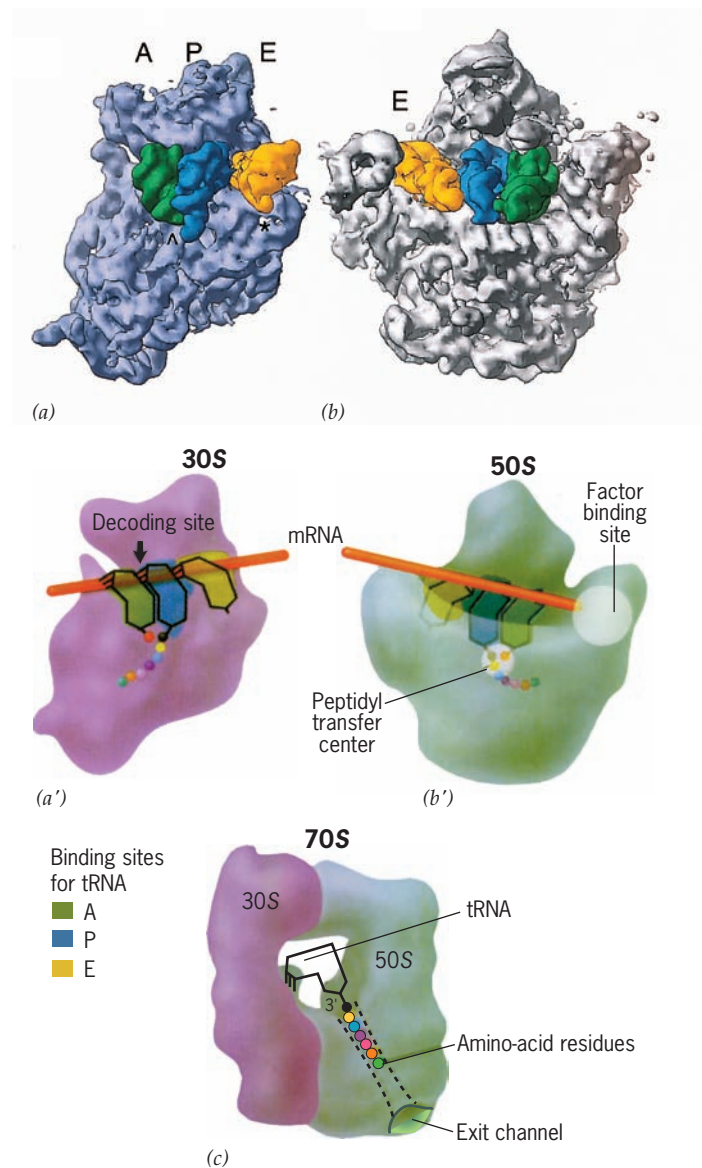 A P E
E
^
*
(a)
(b)
30S
50S
Decoding site
mRNA
Factor
binding
site
Peptidyl
transfer
center
(a')
(b')
70S
Binding sites
for tRNA
A
P
E
30S
tRNA
50S
3'
Amino-acid residues
Exit channel
(c)